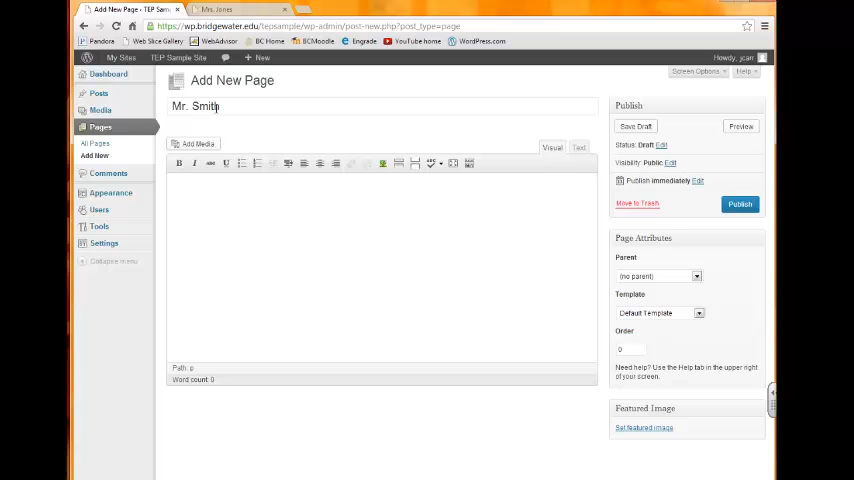 Add New Page ‹ TEP Sam
Mrs. Jones
https://wp.bridgewater.edu/tepsample/wp-admin/post-new.php?post_type=page
Pandora
Web Slice Gallery
WebAdvisor
BC Home
BCMoodle
Engrade
YouTube home
WordPress.com
My Sites
TEP Sample Site
+ New
Howdy, jcan
Dashboard
Posts
Media
Pages
All Pages
Add New
Comments
Appearance
Users
Tools
Settings
Collapse menu
Screen Options
Help
Add New Page
Mr. Smith
Add Media
Visual
Text
B I ABC U
ABC
Path: p
Word count: 0
Publish
Save Draft
Preview
Status: Draft Edit
Visibility: Public Edit
Publish immediately Edit
Move to Trash
Publish
Page Attributes
Parent
(no parent)
Template
Default Template
Order
0
Need help? Use the Help tab in the upper right
of your screen.
Featured Image
Set featured image